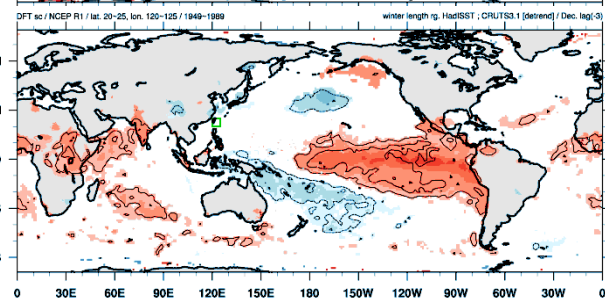 DFT sc / NCEP R1 / lat. 20-25, lon. 120-125 / 1949-1989
winter length rg. HadISST ; CRUTS3.1 [detrend] / Dec. lag(-3)
0 30E 60E 90E 120E 150E 180 150W 120W 90W 60W 30W 0